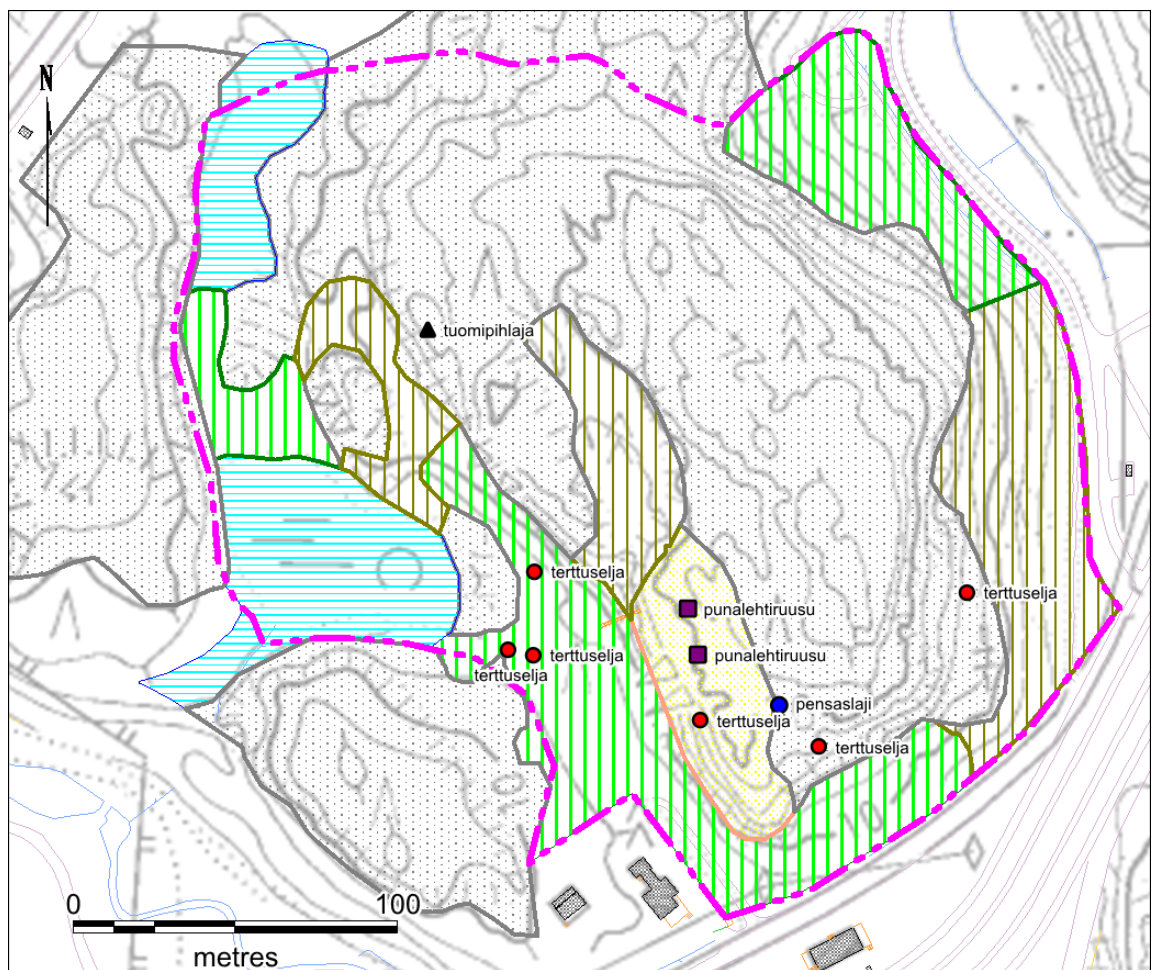 N
tuomipihlaja
terttuselja
terttuselja
punalehtiruusu
terttuselja
punalehtiruusu
terttuselja
pensaslaji
terttuselja
terttuselja
0 100
metres